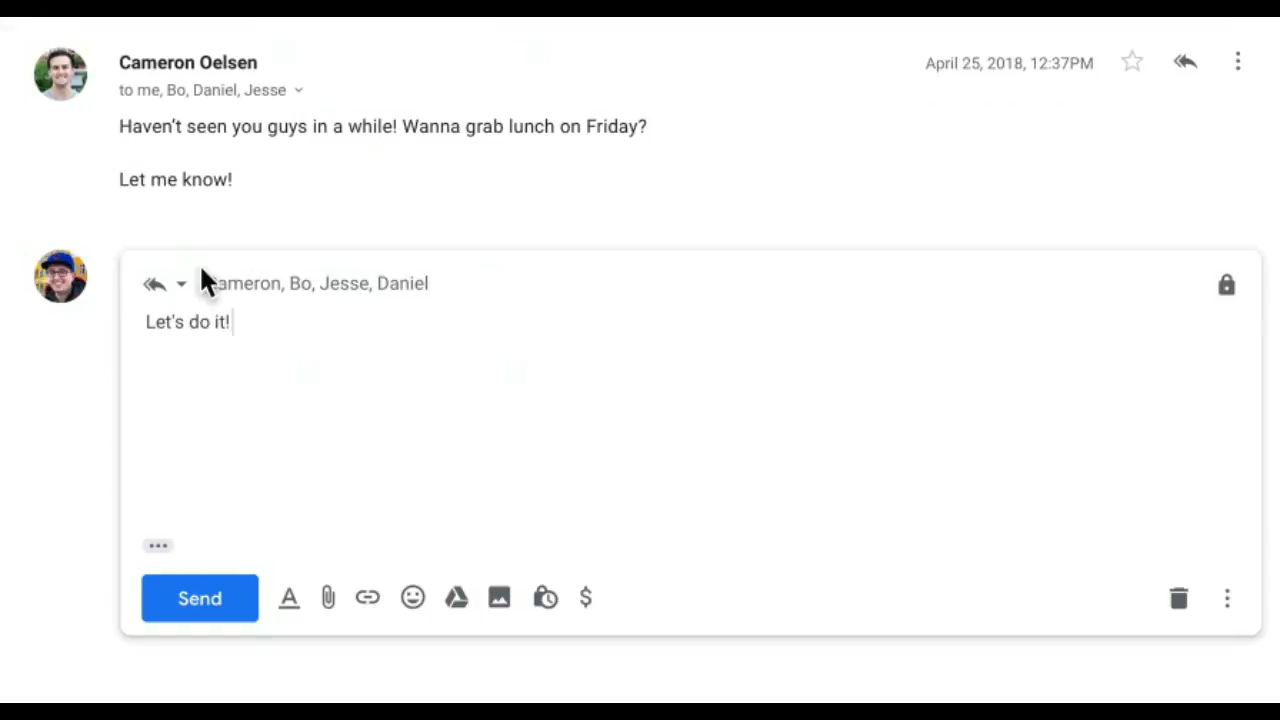 Cameron Oelsen
April 25, 2018, 12:37PM
to me, Bo, Daniel, Jesse
Haven't seen you guys in a while! Wanna grab lunch on Friday?
Let me know!
Cameron, Bo, Jesse, Daniel
Let's do it!
Send